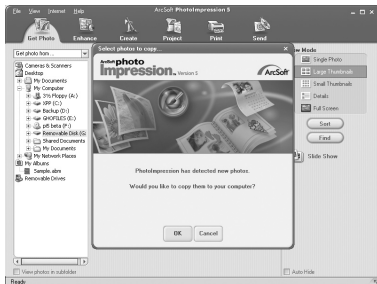 File View Internet Help
ArcSoft PhotoImpression 5
Get Photo Enhance Create Project Print Send
Get photo from ...
Cameras & Scanners
Desktop
My Documents
My Computer
3½ Floppy (A:)
XPP (C:)
Backup (D:)
GHOFILES (E:)
pi5 beta (F:)
Removable Disk (G:
Shared Documents
My Documents
My Network Places
My Albums
Sample.abm
Removable Drives
View photos in subfolder
Ready
Select photos to copy...
ArcSoft photo
Impression Version 5
ArcSoft
PhotoImpression has detected new photos.
Would you like to copy them to your computer?
OK Cancel
ew Mode
Single Photo
Large Thumbnails
Small Thumbnails
Details
Full Screen
Sort
Find
Slide Show
Auto Hide